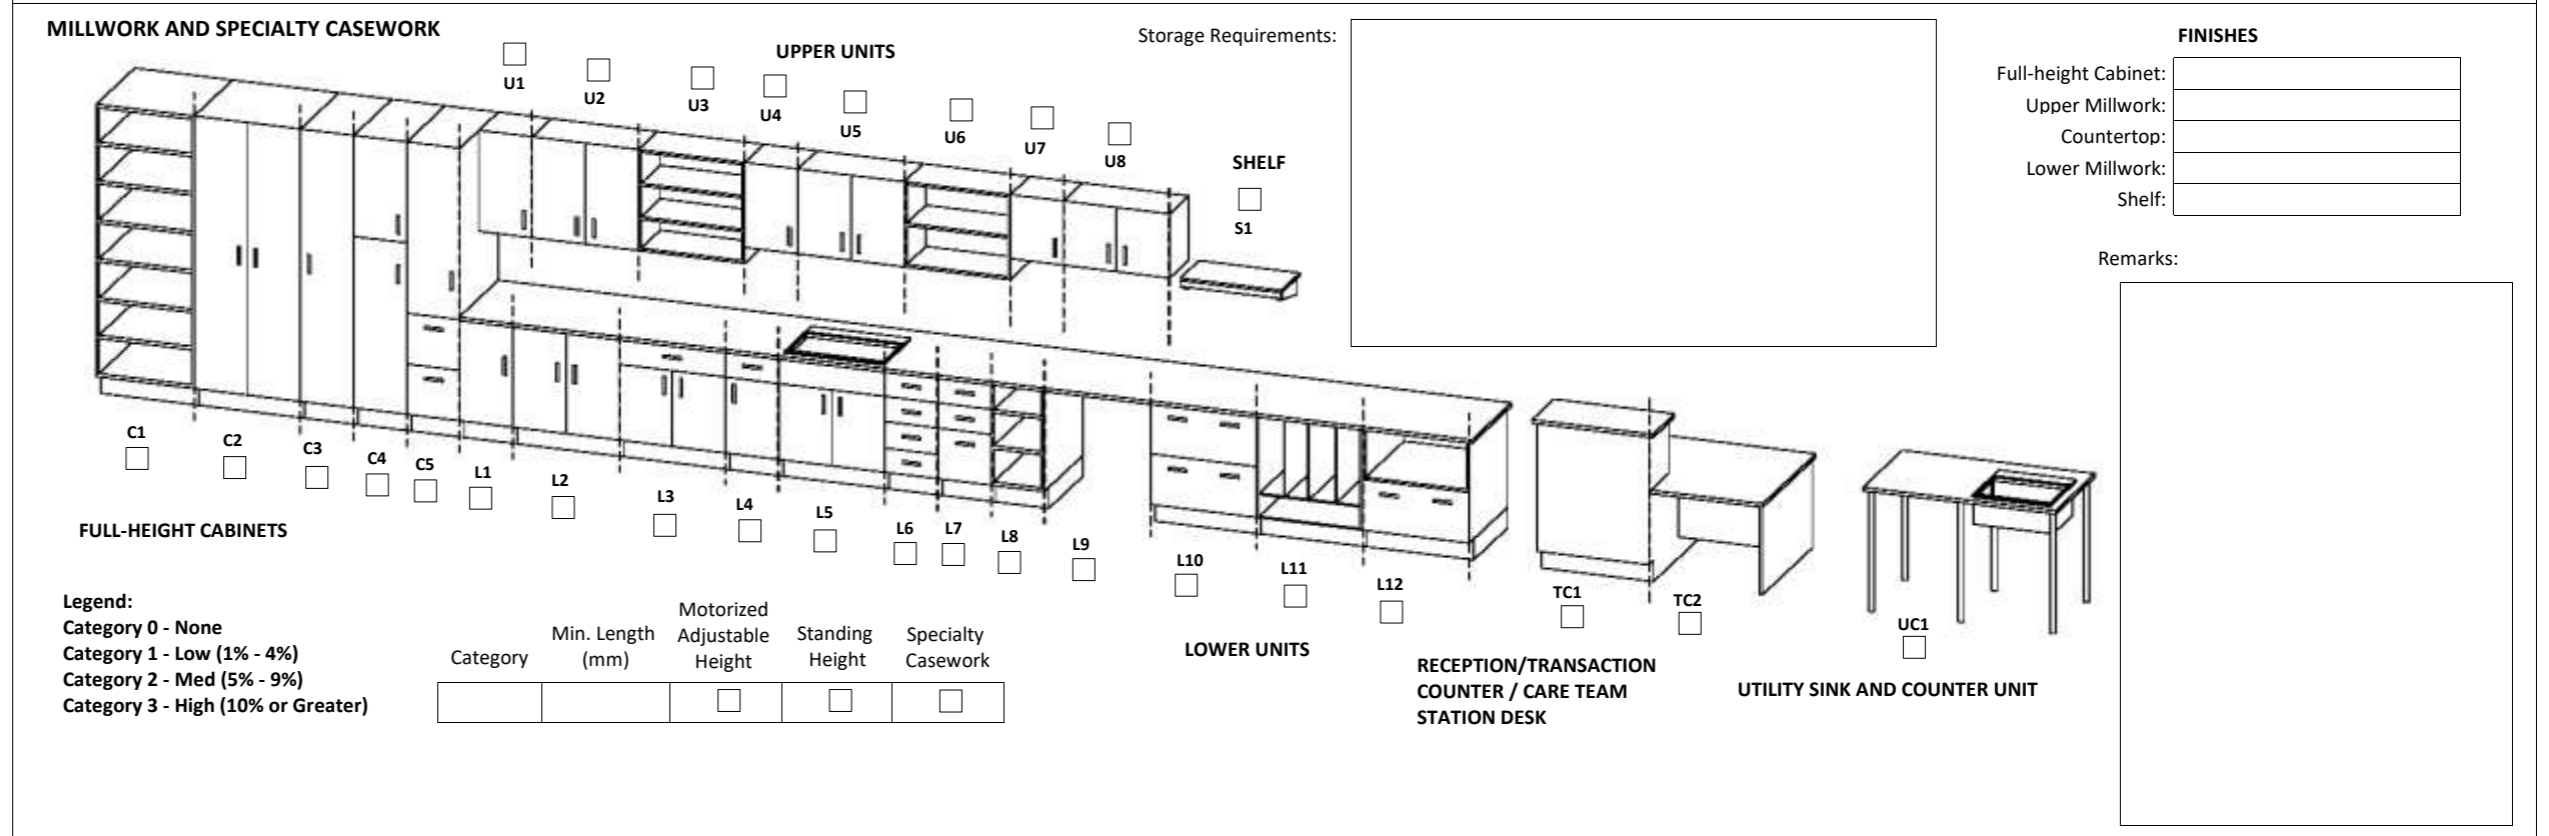 MILLWORK AND SPECIALTY CASEWORK
UPPER UNITS
U1
U2
U3
U4
U5
U6
U7
U8
SHELF
S1
Storage Requirements:
FINISHES
Full-height Cabinet:
Upper Millwork:
Countertop:
Lower Millwork:
Shelf:
Remarks:
C1
C2
C3
C4
C5
L1
L2
L3
L4
L5
L6
L7
L8
L9
L10
L11
L12
TC1
TC2
UC1
FULL-HEIGHT CABINETS
LOWER UNITS
RECEPTION/TRANSACTION
COUNTER / CARE TEAM
STATION DESK
UTILITY SINK AND COUNTER UNIT
Legend:
Category 0 - None
Category 1 - Low (1% - 4%)
Category 2 - Med (5% - 9%)
Category 3 - High (10% or Greater)
Category
Min. Length
(mm)
Motorized
Adjustable
Height
Standing
Height
Specialty
Casework